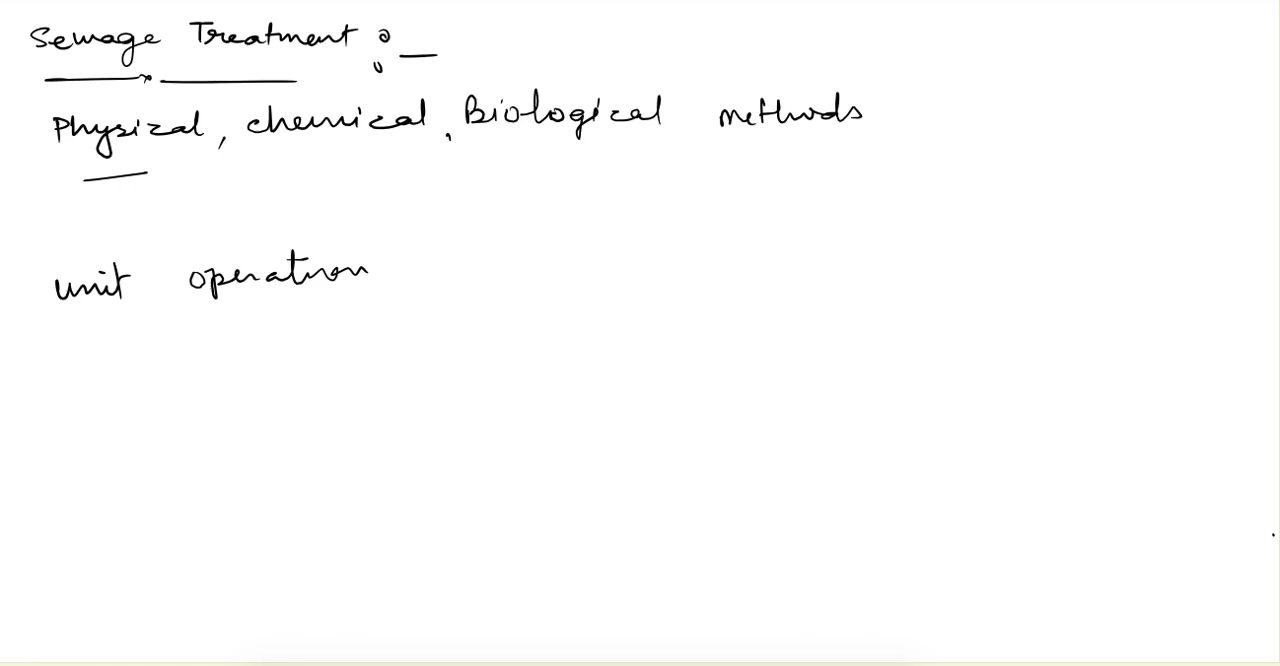 Sewage Treatment :-
Physical, chemical, Biological methods
unit operation